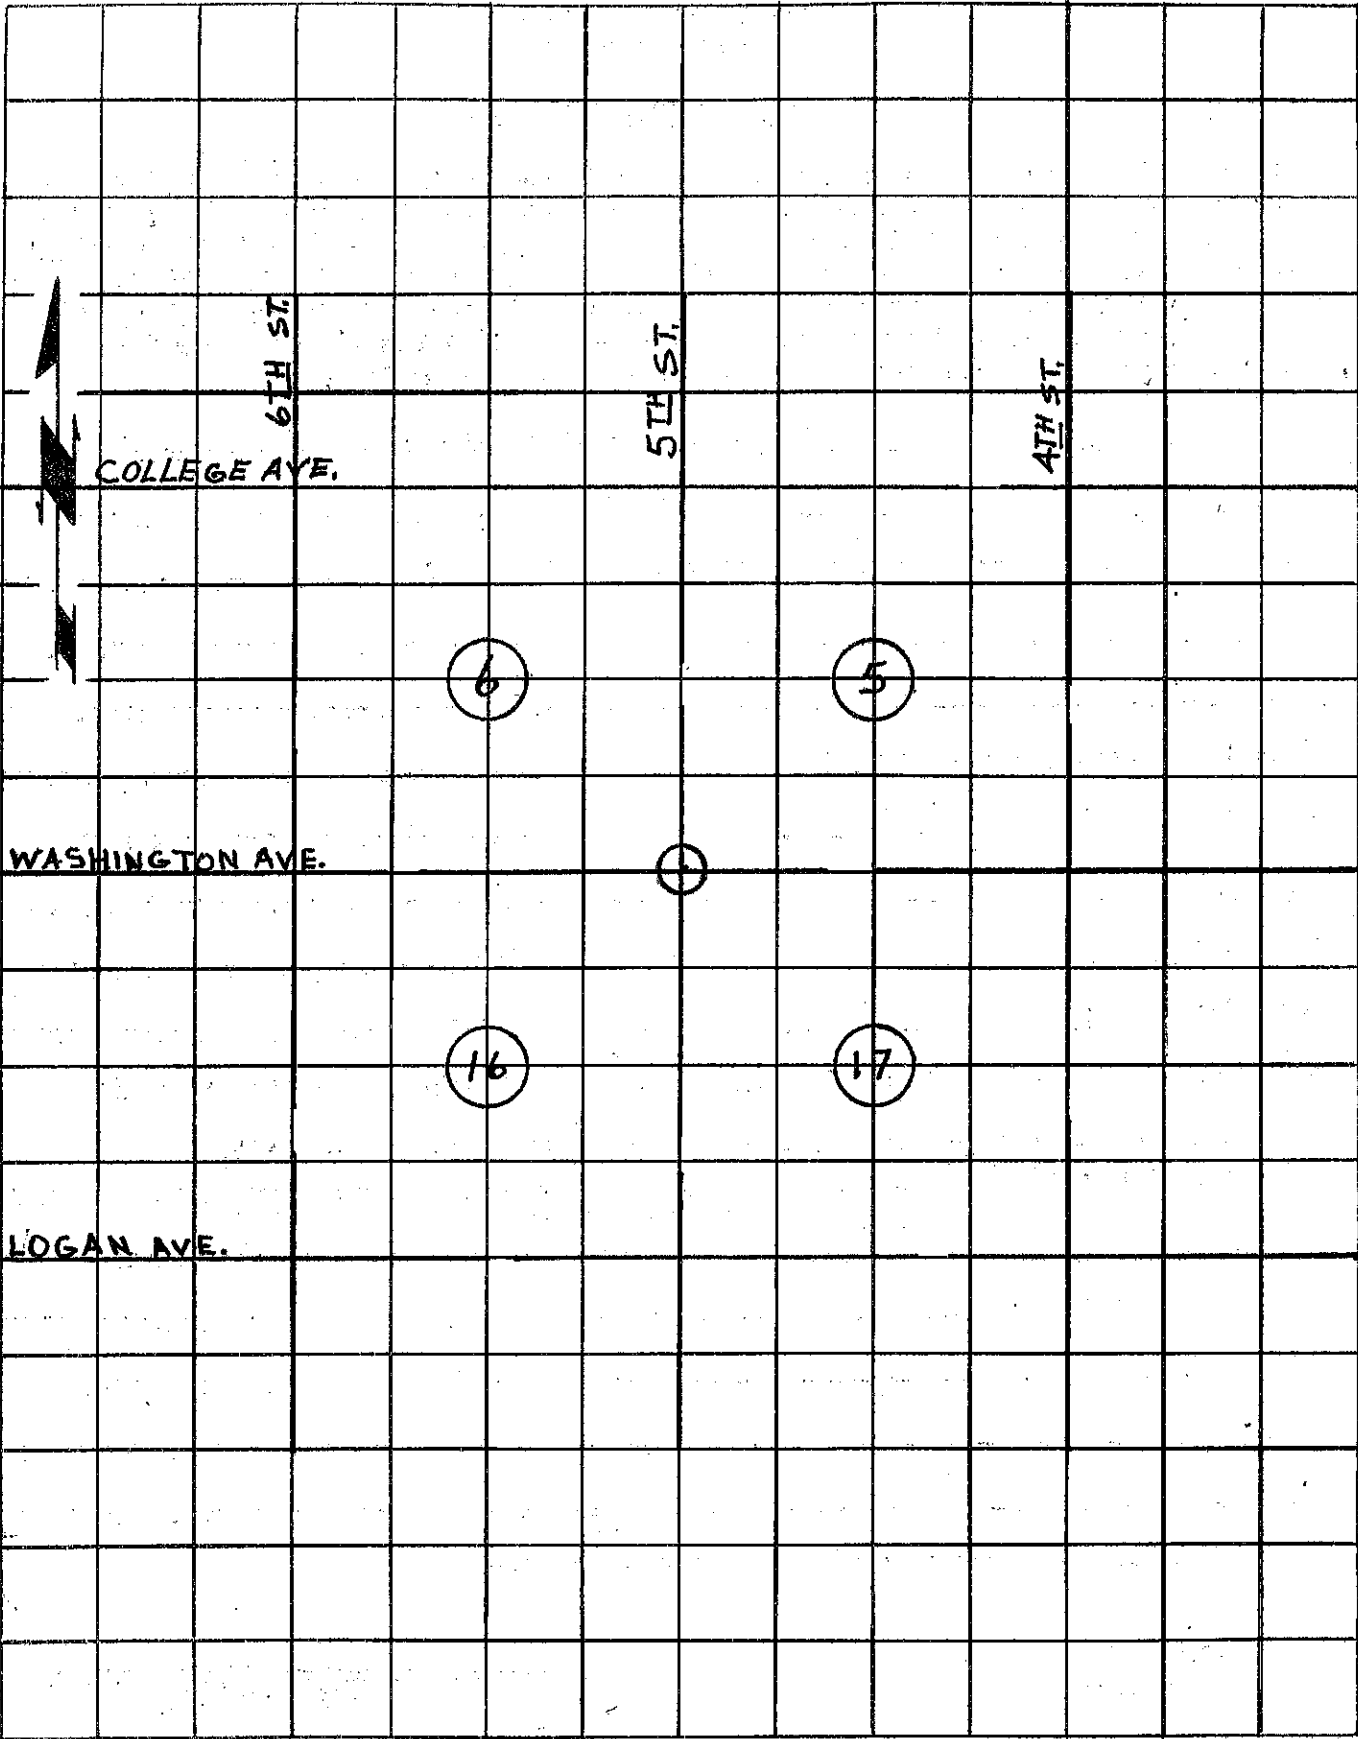 6TH ST.
5TH ST.
4TH ST.
N
COLLEGE AVE.
6
5
WASHINGTON AVE.
16
17
LOGAN AVE.